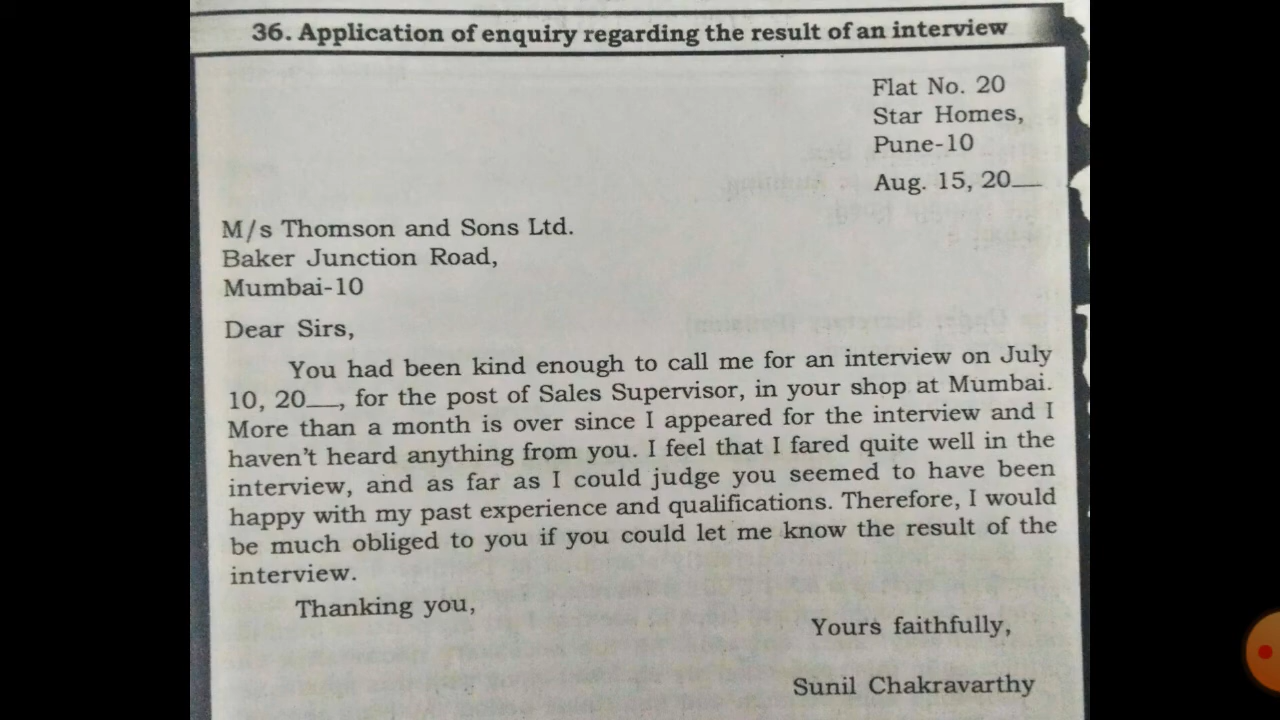 36. Application of enquiry regarding the result of an interview
Flat No. 20
Star Homes,
Pune-10
Aug. 15, 20__
M/s Thomson and Sons Ltd.
Baker Junction Road,
Mumbai-10
Dear Sirs,
You had been kind enough to call me for an interview on July
10, 20__, for the post of Sales Supervisor, in your shop at Mumbai.
More than a month is over since I appeared for the interview and I
haven't heard anything from you. I feel that I fared quite well in the
interview, and as far as I could judge you seemed to have been
happy with my past experience and qualifications. Therefore, I would
be much obliged to you if you could let me know the result of the
interview.
Thanking you,
Yours faithfully,
Sunil Chakravarthy